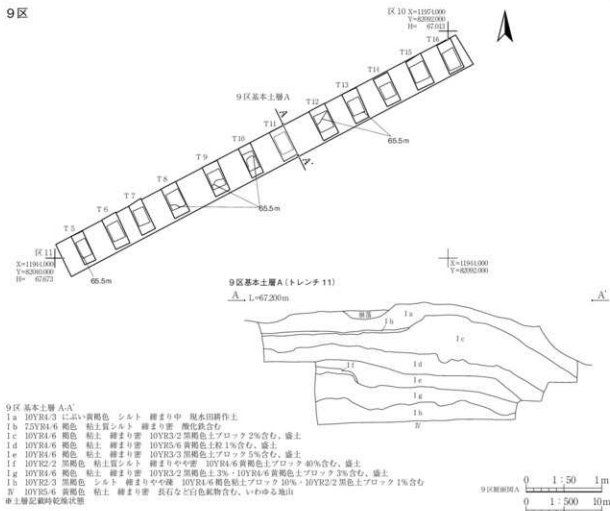 9区
区10
X=11974.000
Y=82092.000
H= 67.013
T16
T15
T14
T13
T12
9区基本土層A
A
T11
A'
T10
T9
T8
T7
T6
T5
65.5m
65.5m
65.5m
区11
X=11944.000
Y=82040.000
H= 67.673
X=11944.000
Y=82092.000
9区基本土層A(トレンチ11)
A L=67.200m A'
Ia
Ib
Ic
Id
If
Ie
Ig
Ih
Ⅳ
9区 基本土層 A-A'
Ia 10YR4/3 にぶい黄褐色 シルト 締まり中 現水田耕作土
Ib 7.5YR4/6 褐色 粘土質シルト 締まり密 酸化鉄含む
Ic 10YR4/6 褐色 粘土 締まり密 10YR3/2黒褐色土ブロック2%含む、盛土
Id 10YR4/6 褐色 粘土 締まり密 10YR5/6黄褐色土粒1%含む、盛土
Ie 10YR4/6 褐色 粘土 締まり密 10YR3/3黒褐色土ブロック5%含む、盛土
If 10YR2/2 黒褐色 粘土質シルト 締まりやや密 10YR4/6黄褐色土ブロック40%含む、盛土
Ig 10YR4/6 褐色 粘土 締まり密 10YR3/2黒褐色土3%・10YR4/6黄褐色土ブロック3%含む、盛土
Ih 10YR2/3 黒褐色 シルト 締まりやや疎 10YR4/6褐色粘土ブロック10%・10YR2/2黒色土ブロック1%含む
Ⅳ 10YR5/6 黄褐色 粘土 締まり密 長石など白色鉱物含む、いわゆる地山
※土層記載時乾燥状態
9区断面図A
0 1:50 1m
0 1:500 10m